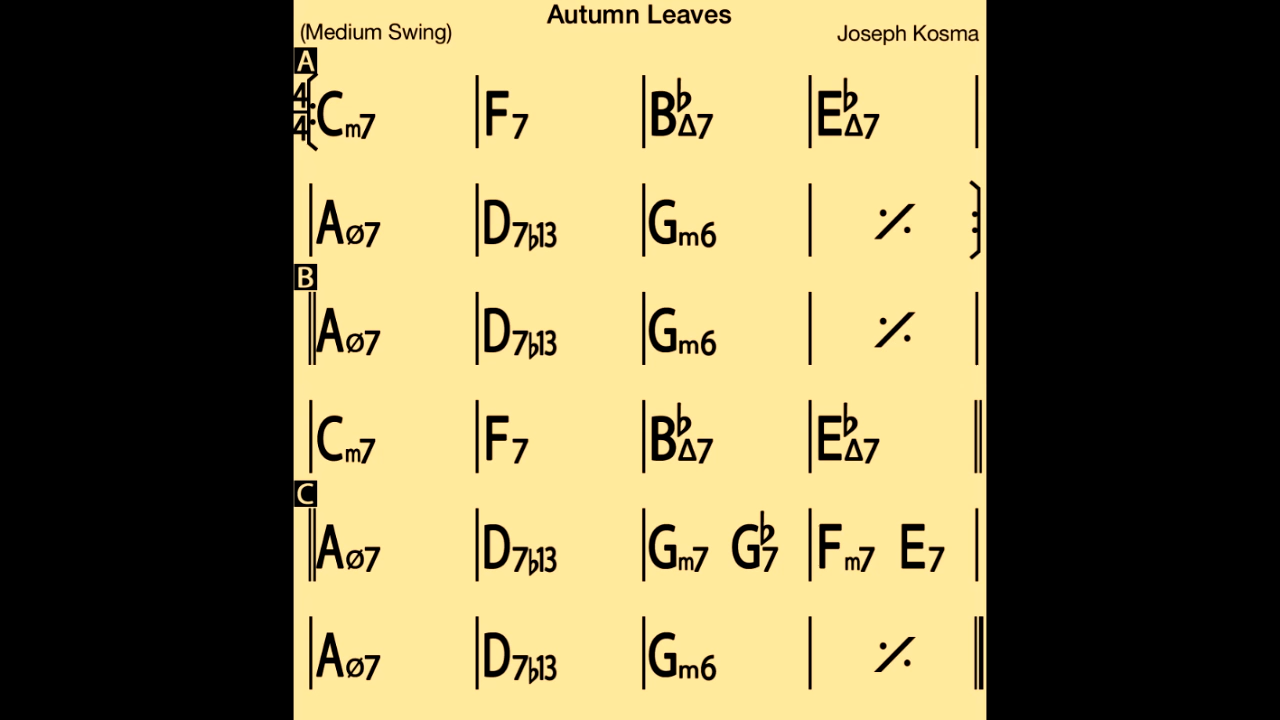 Autumn Leaves
(Medium Swing) Joseph Kosma
A
4/4 Cm7 F7 B♭Δ7 E♭Δ7
Aø7 D7♭13 Gm6 𝄎
B
Aø7 D7♭13 Gm6 𝄎
Cm7 F7 B♭Δ7 E♭Δ7
C
Aø7 D7♭13 Gm7 G♭7 Fm7 E7
Aø7 D7♭13 Gm6 𝄎